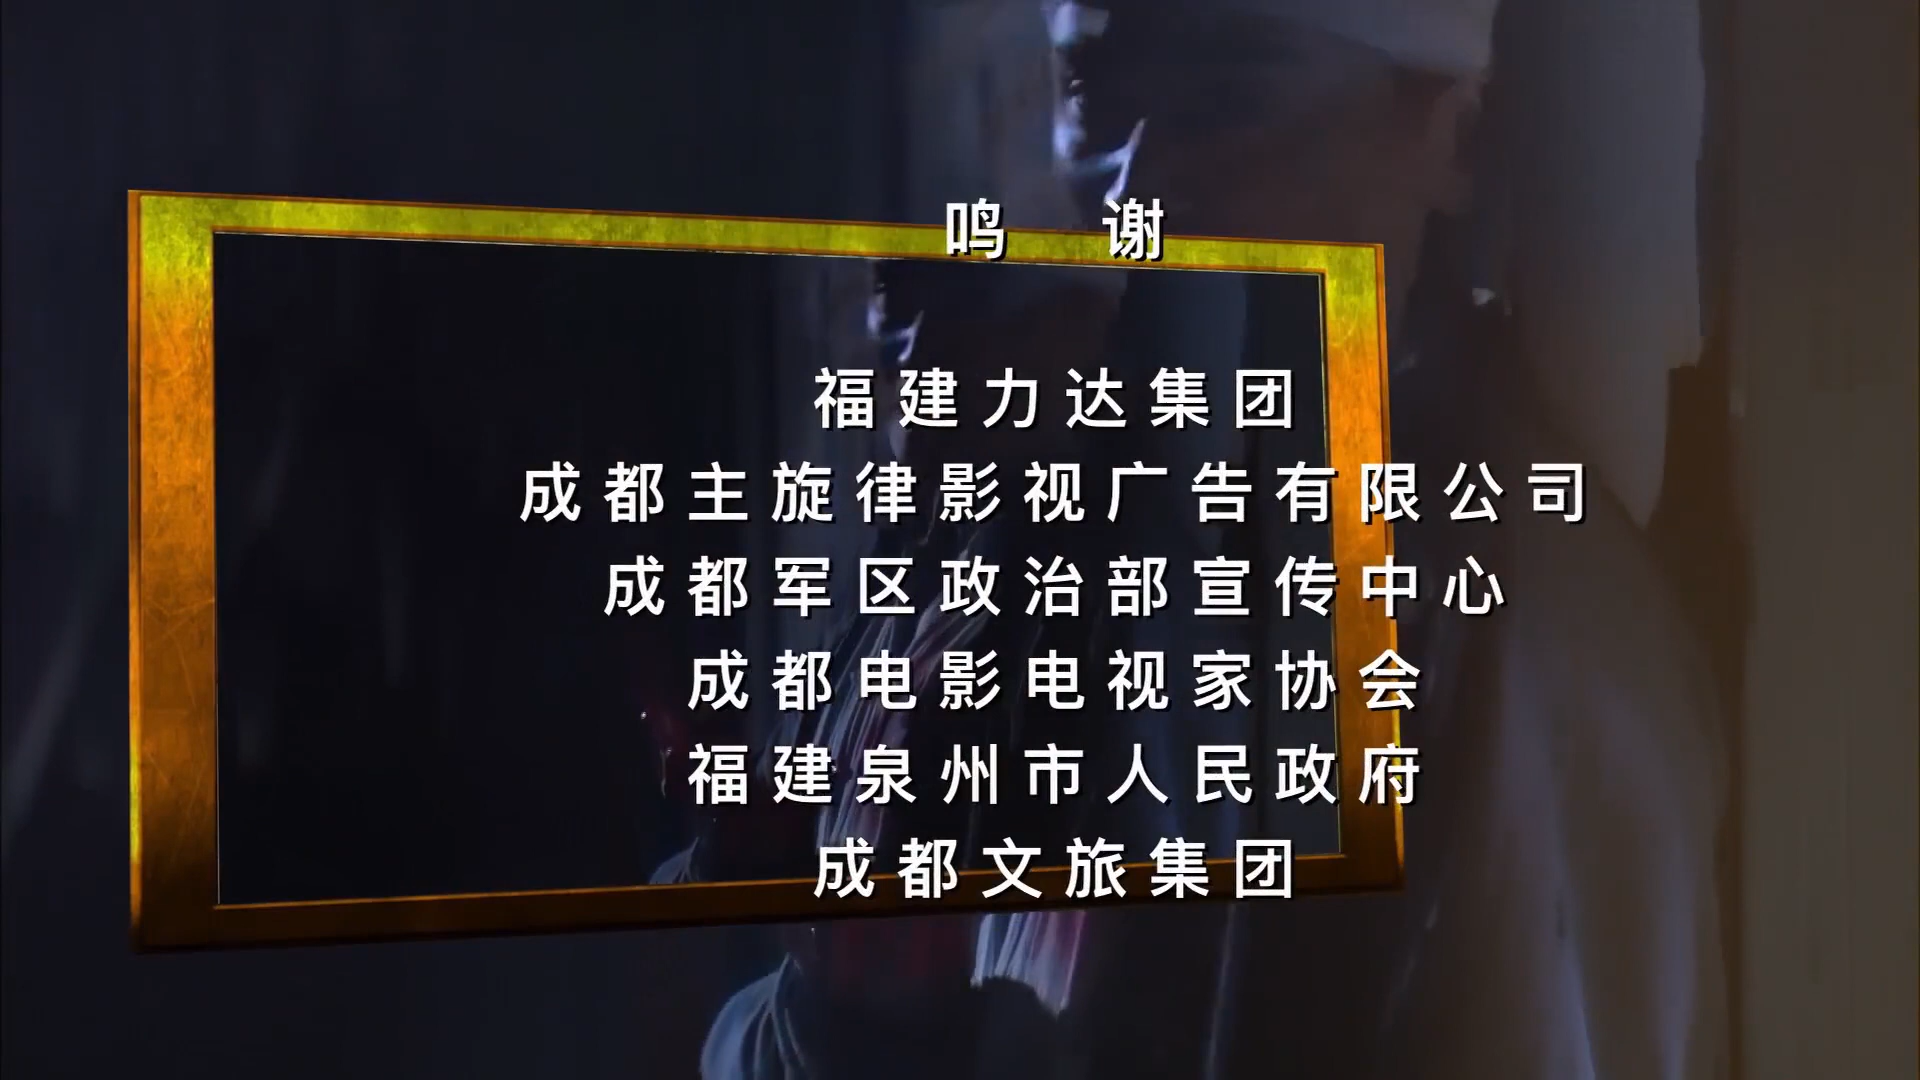 鸣 谢
福建力达集团
成都主旋律影视广告有限公司
成都军区政治部宣传中心
成都电影电视家协会
福建泉州市人民政府
成都文旅集团